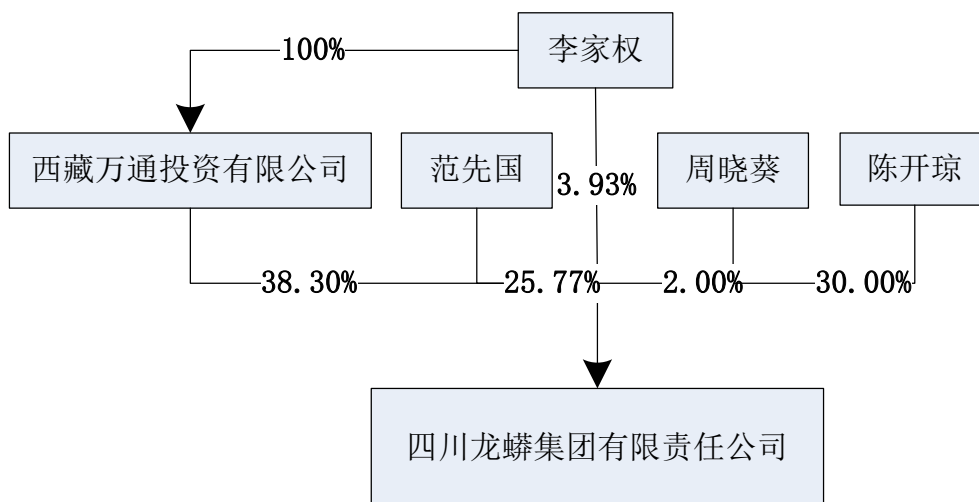 100%
李家权
西藏万通投资有限公司
范先国
3.93%
周晓葵
陈开琼
38.30%
25.77%
2.00%
30.00%
四川龙蟒集团有限责任公司